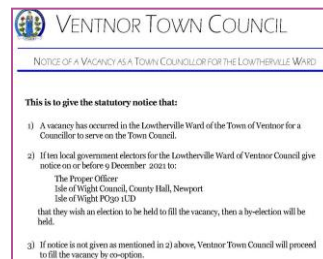 VENTNOR TOWN COUNCIL
NOTICE OF A VACANCY AS A TOWN COUNCILLOR FOR THE LOWTHERVILLE WARD
This is to give the statutory notice that:
1) A vacancy has occurred in the Lowtherville Ward of the Town of Ventnor for a
Councillor to serve on the Town Council.
2) If ten local government electors for the Lowtherville Ward of Ventnor Council give
notice on or before 9 December 2021 to:
The Proper Officer
Isle of Wight Council, County Hall, Newport
Isle of Wight PO30 1UD
that they wish an election to be held to fill the vacancy, then a by-election will be
held.
3) If notice is not given as mentioned in 2) above, Ventnor Town Council will proceed
to fill the vacancy by co-option.